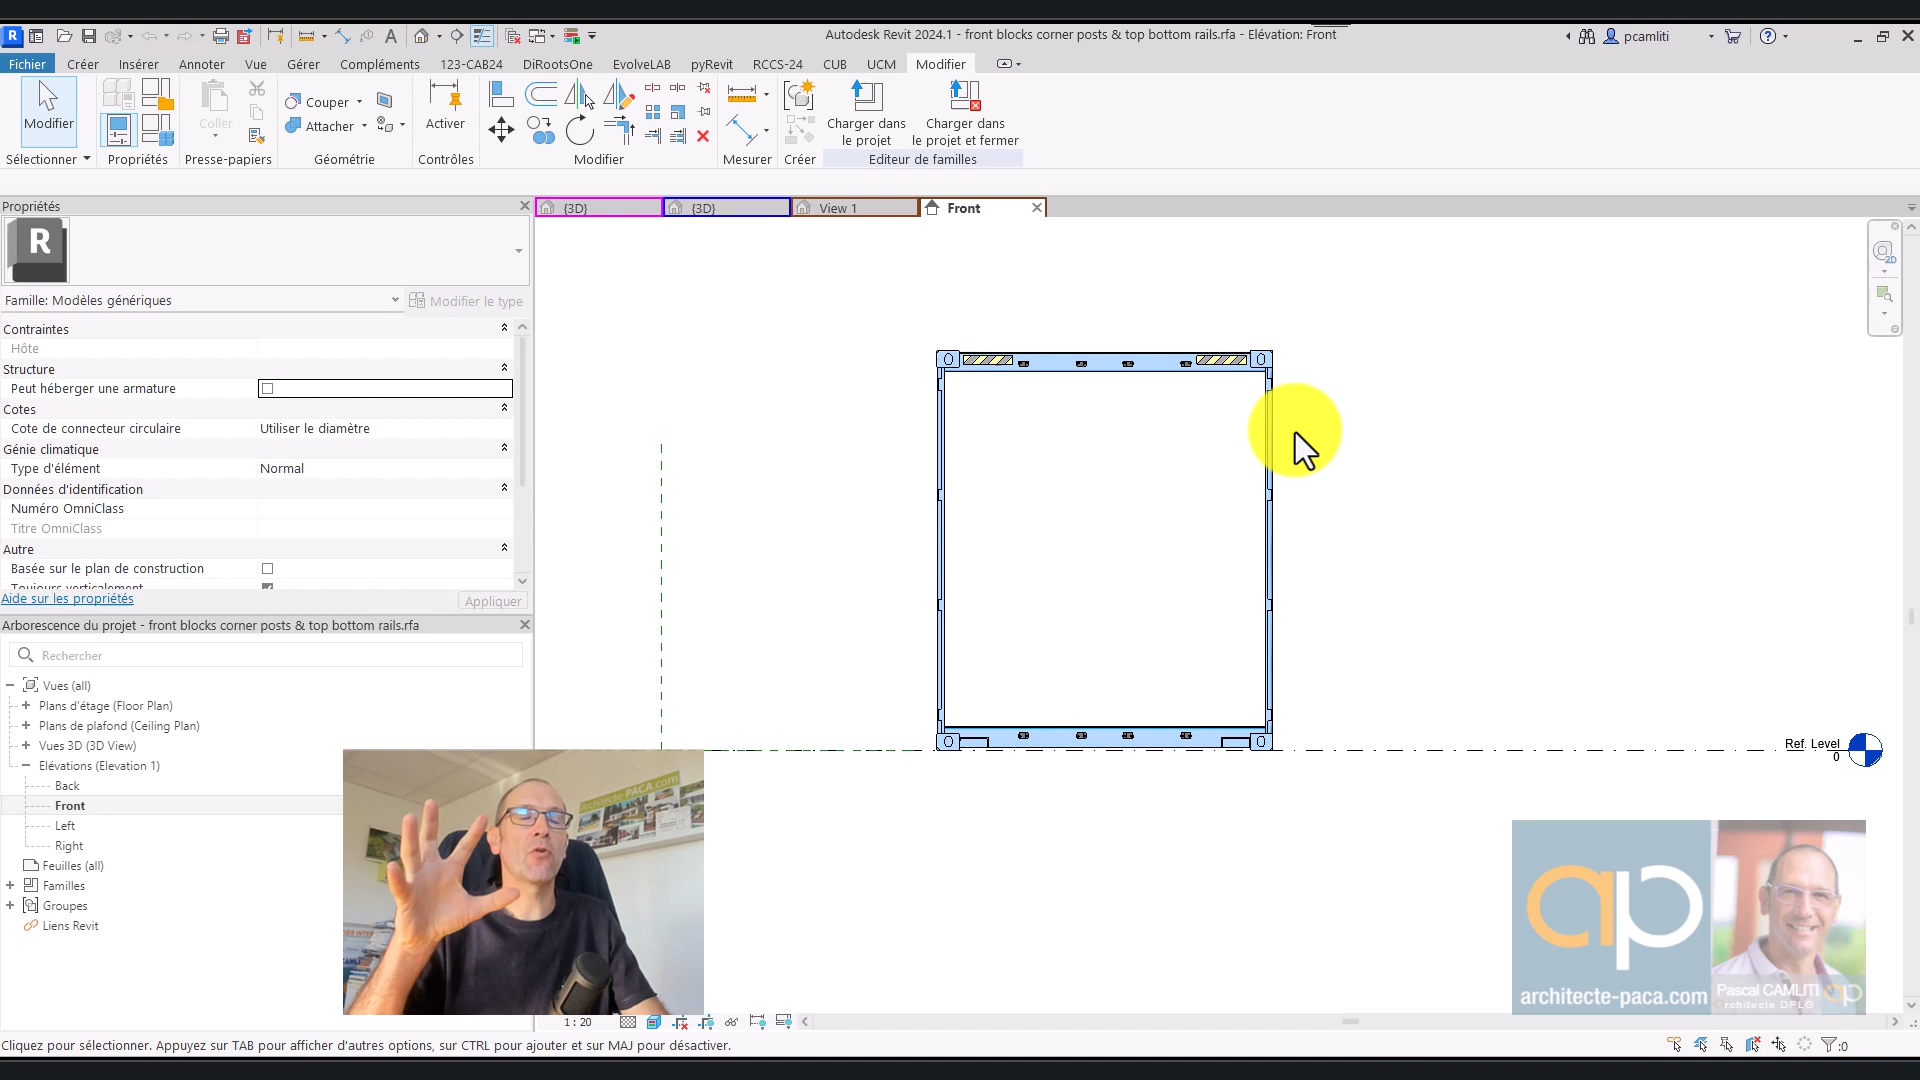 Autodesk Revit 2024.1 - front blocks corner posts & top bottom rails.rfa - Elévation: Front
pcamliti
Fichier Créer Insérer Annoter Vue Gérer Compléments 123-CAB24 DiRootsOne EvolveLAB pyRevit RCCS-24 CUB UCM Modifier
Modifier
Coller
Couper
Attacher
Activer
Charger dans le projet
Charger dans le projet et fermer
Sélectionner Propriétés Presse-papiers Géométrie Contrôles Modifier Mesurer Créer Editeur de familles
Propriétés
{3D} {3D} View 1 Front
R
Famille: Modèles génériques Modifier le type
Contraintes
Hôte
Structure
Peut héberger une armature
Cotes
Cote de connecteur circulaire Utiliser le diamètre
Génie climatique
Type d'élément Normal
Données d'identification
Numéro OmniClass
Titre OmniClass
Autre
Basée sur le plan de construction
Toujours verticalement
Aide sur les propriétés Appliquer
Arborescence du projet - front blocks corner posts & top bottom rails.rfa
Rechercher
Vues (all)
Plans d'étage (Floor Plan)
Plans de plafond (Ceiling Plan)
Vues 3D (3D View)
Elévations (Elevation 1)
Back
Front
Left
Right
Feuilles (all)
Familles
Groupes
Liens Revit
2D
Ref. Level
0
Architecte-PACA.com
ap
architecte-paca.com
Pascal CAMLITI
Architecte DPLG
1 : 20
Cliquez pour sélectionner. Appuyez sur TAB pour afficher d'autres options, sur CTRL pour ajouter et sur MAJ pour désactiver.
:0